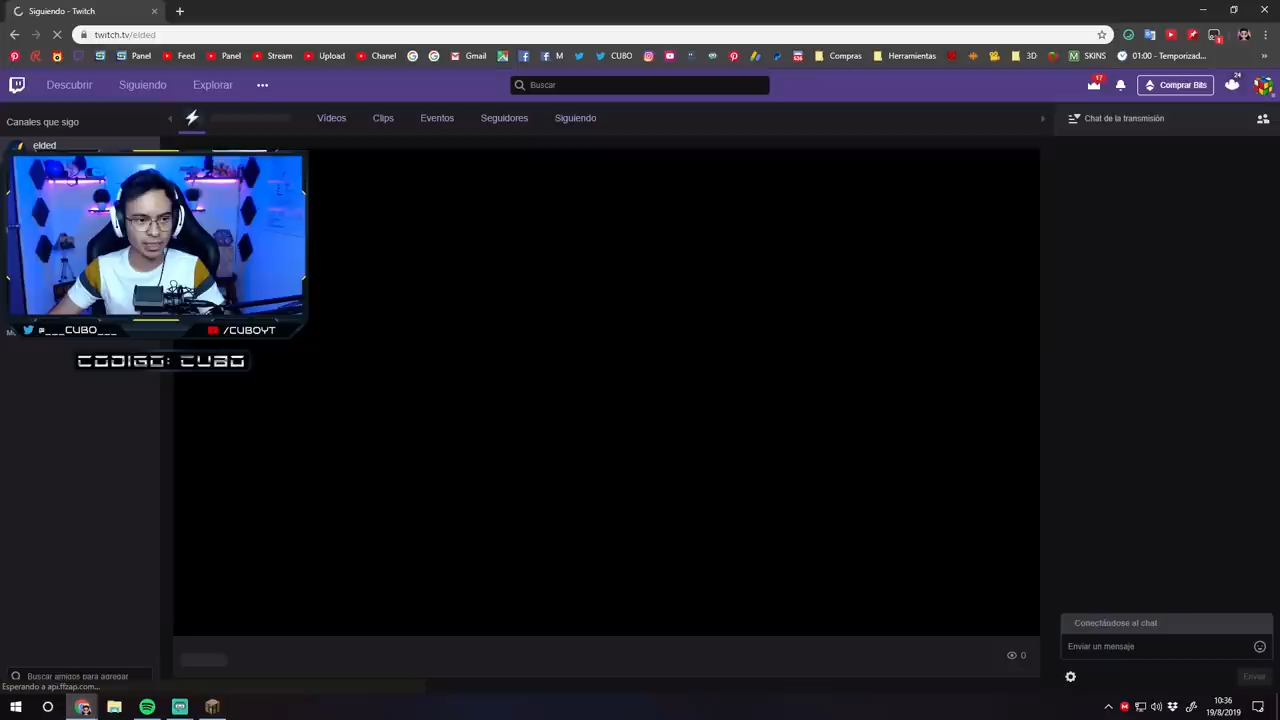 Siguiendo - Twitch
twitch.tv/elded
Panel
Feed
Panel
Stream
Upload
Chanel
Gmail
M
CUBO
Compras
Herramientas
3D
SKINS
01:00 - Temporizad...
Descubrir
Siguiendo
Explorar
Buscar
17
Comprar Bits
24
Canales que sigo
Vídeos
Clips
Eventos
Seguidores
Siguiendo
Chat de la transmisión
elded
@___CUBO___
/CUBOYT
CODIGO: CUBO
Conectándose al chat
Enviar un mensaje
0
Enviar
Buscar amigos para agregar
Esperando a api.ffzap.com...
10:36
19/8/2019